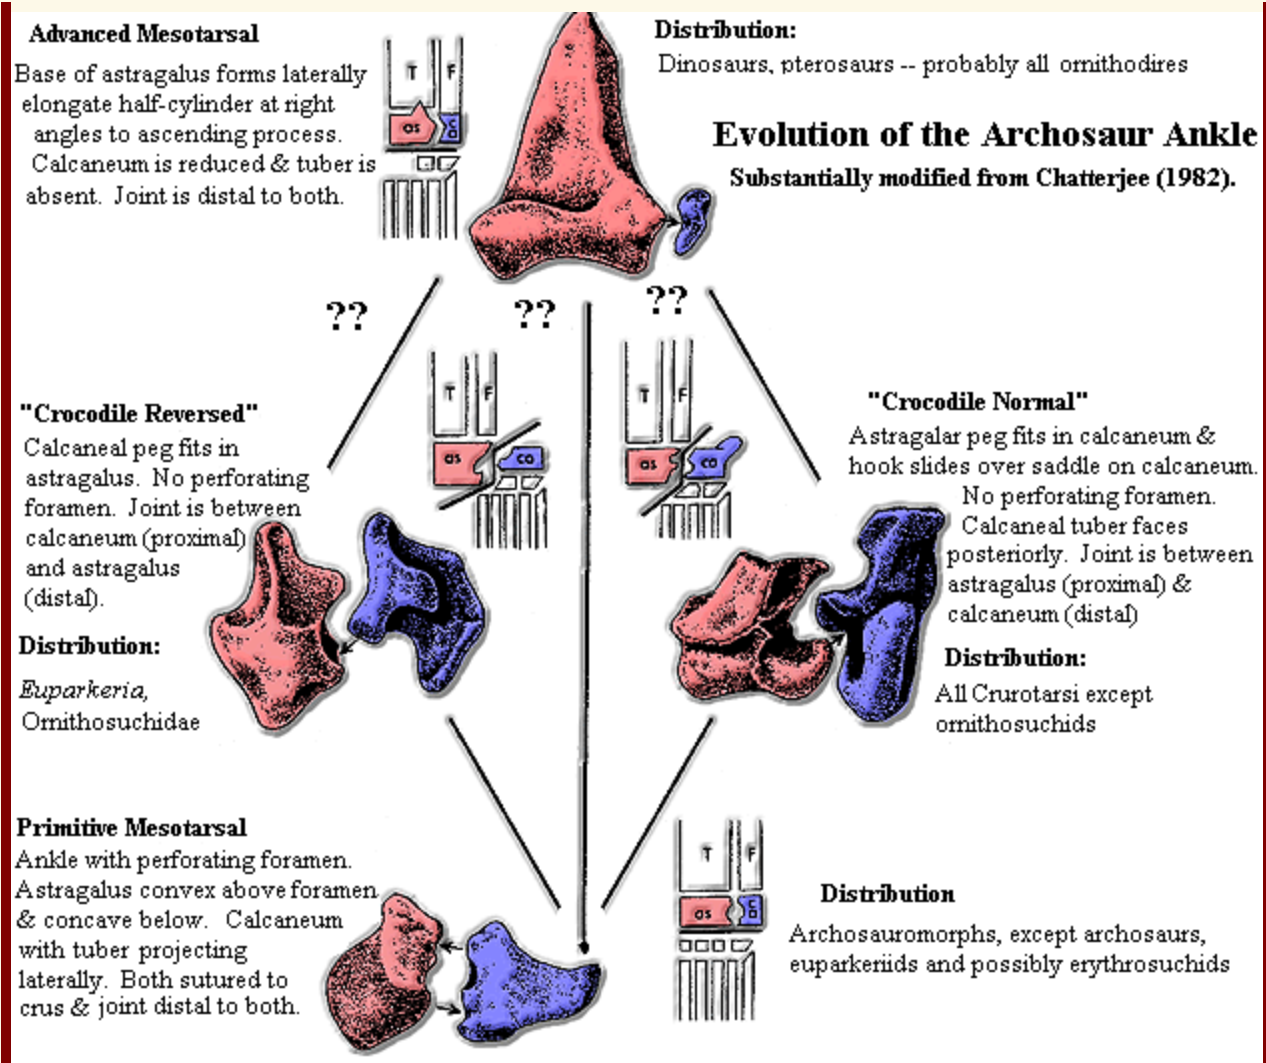 Advanced Mesotarsal
Base of astragalus forms laterally
elongate half-cylinder at right
angles to ascending process.
Calcaneum is reduced & tuber is
absent. Joint is distal to both.
T F
as ca
Distribution:
Dinosaurs, pterosaurs -- probably all ornithodires
Evolution of the Archosaur Ankle
Substantially modified from Chatterjee (1982).
??
??
??
"Crocodile Reversed"
Calcaneal peg fits in
astragalus. No perforating
foramen. Joint is between
calcaneum (proximal)
and astragalus
(distal).
Distribution:
Euparkeria,
Ornithosuchidae
T F
as ca
T F
as ca
"Crocodile Normal"
Astragalar peg fits in calcaneum &
hook slides over saddle on calcaneum.
No perforating foramen.
Calcaneal tuber faces
posteriorly. Joint is between
astragalus (proximal) &
calcaneum (distal)
Distribution:
All Crurotarsi except
ornithosuchids
Primitive Mesotarsal
Ankle with perforating foramen.
Astragalus convex above foramen
& concave below. Calcaneum
with tuber projecting
laterally. Both sutured to
crus & joint distal to both.
T F
as ca
Distribution
Archosauromorphs, except archosaurs,
euparkeriids and possibly erythrosuchids